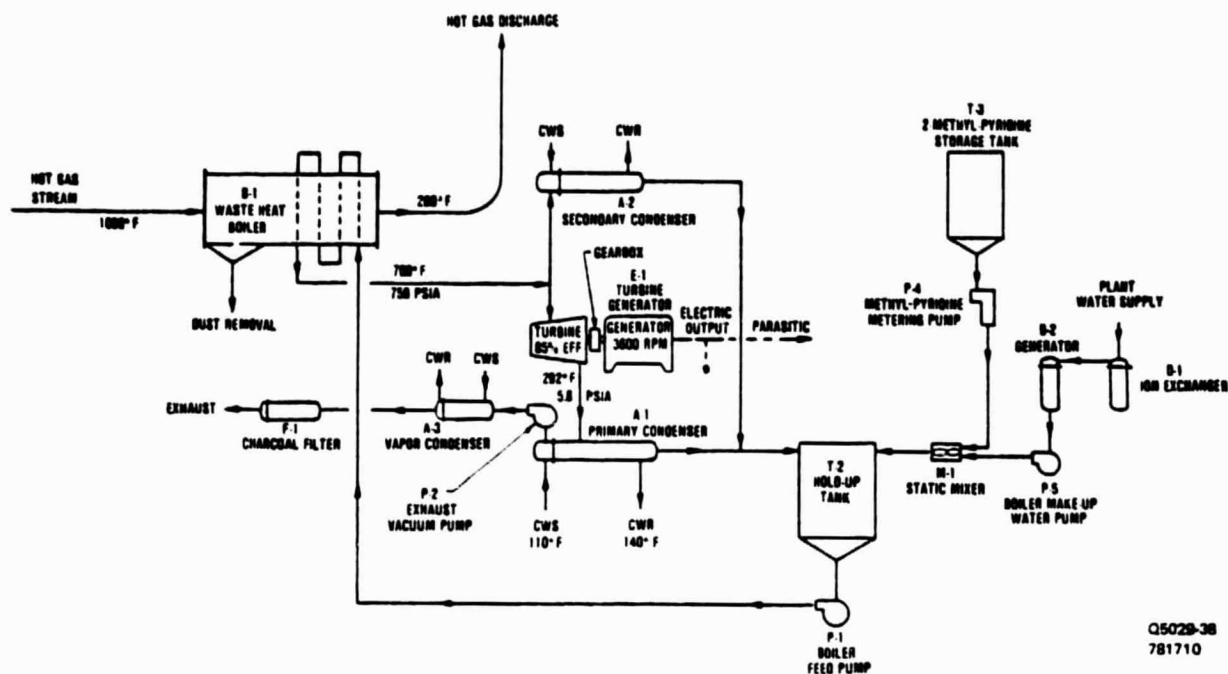 HOT GAS DISCHARGE
HOT GAS
STREAM
1000° F
B-1
WASTE HEAT
BOILER
200° F
DUST REMOVAL
700° F
750 PSIA
CWS
CWR
A-2
SECONDARY CONDENSER
GEARBOX
E-1
TURBINE
GENERATOR
TURBINE
85% EFF
GENERATOR
3600 RPM
ELECTRIC
OUTPUT
PARASITIC
292° F
PSIA
CWR
CWS
EXHAUST
F-1
CHARCOAL FILTER
A-3
VAPOR CONDENSER
P-2
EXHAUST
VACUUM PUMP
A-1
PRIMARY CONDENSER
CWS
110° F
CWR
140° F
T-3
2 METHYL-PYRIDINE
STORAGE TANK
P-4
METHYL-PYRIDINE
METERING PUMP
PLANT
WATER SUPPLY
GENERATOR
ION EXCHANGER
T-2
HOLD-UP
TANK
M-1
STATIC MIXER
P-5
BOILER MAKE-UP
WATER PUMP
P-1
BOILER
FEED PUMP
Q5029-38
781710